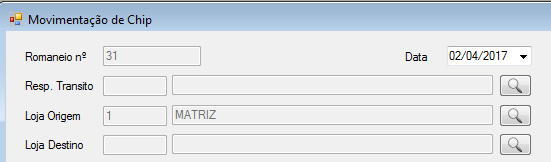 Movimentação de Chip
Romaneio nº 31 Data 02/04/2017
Resp. Transito
Loja Origem 1 MATRIZ
Loja Destino